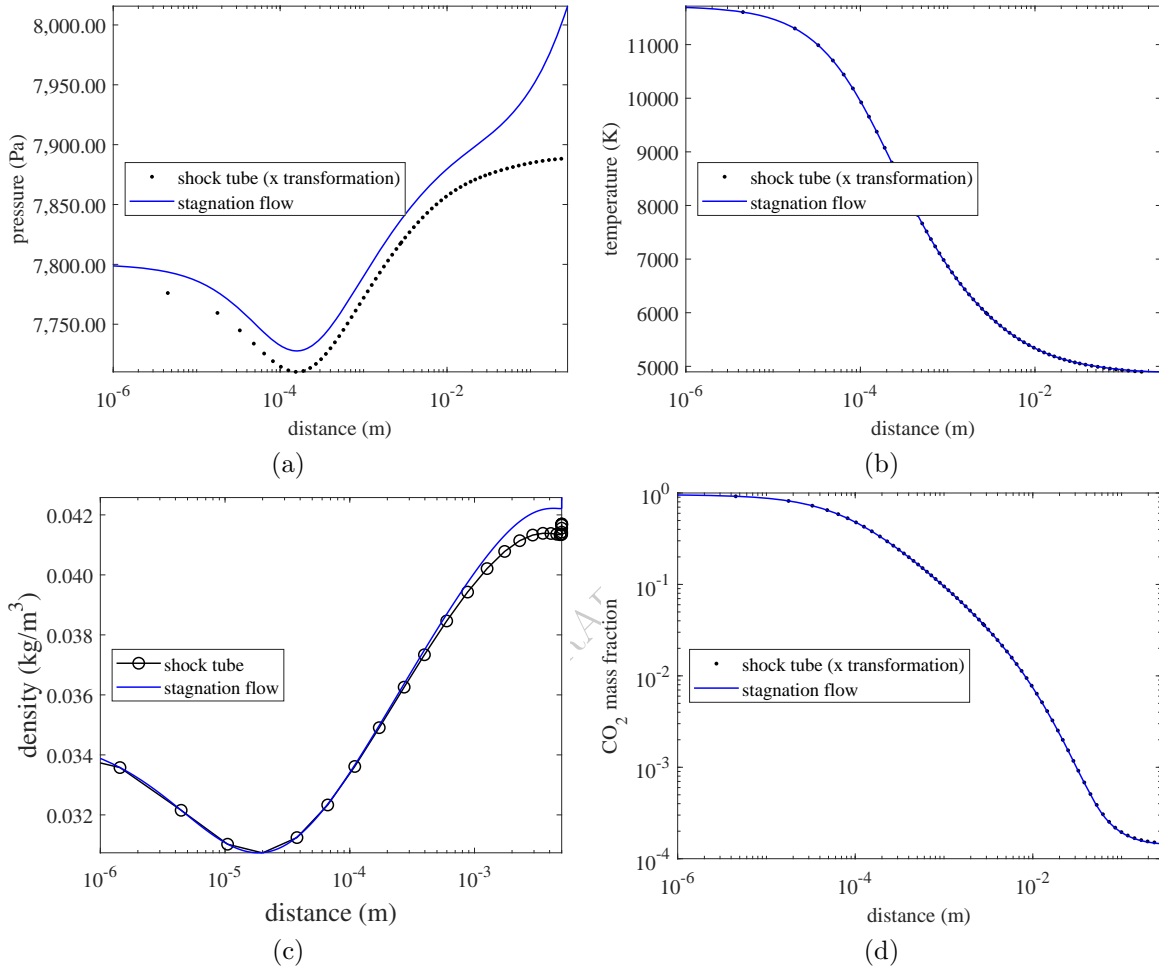 8,000.00
7,950.00
7,900.00
7,850.00
7,800.00
7,750.00
pressure (Pa)
shock tube (x transformation)
stagnation flow
10^-6 10^-4 10^-2
distance (m)
(a)
11000
10000
9000
8000
7000
6000
5000
temperature (K)
shock tube (x transformation)
stagnation flow
10^-6 10^-4 10^-2
distance (m)
(b)
0.042
0.040
0.038
0.036
0.034
0.032
density (kg/m^3)
shock tube
stagnation flow
10^-6 10^-5 10^-4 10^-3
distance (m)
(c)
10^0
10^-1
10^-2
10^-3
10^-4
CO_2 mass fraction
shock tube (x transformation)
stagnation flow
10^-6 10^-4 10^-2
distance (m)
(d)